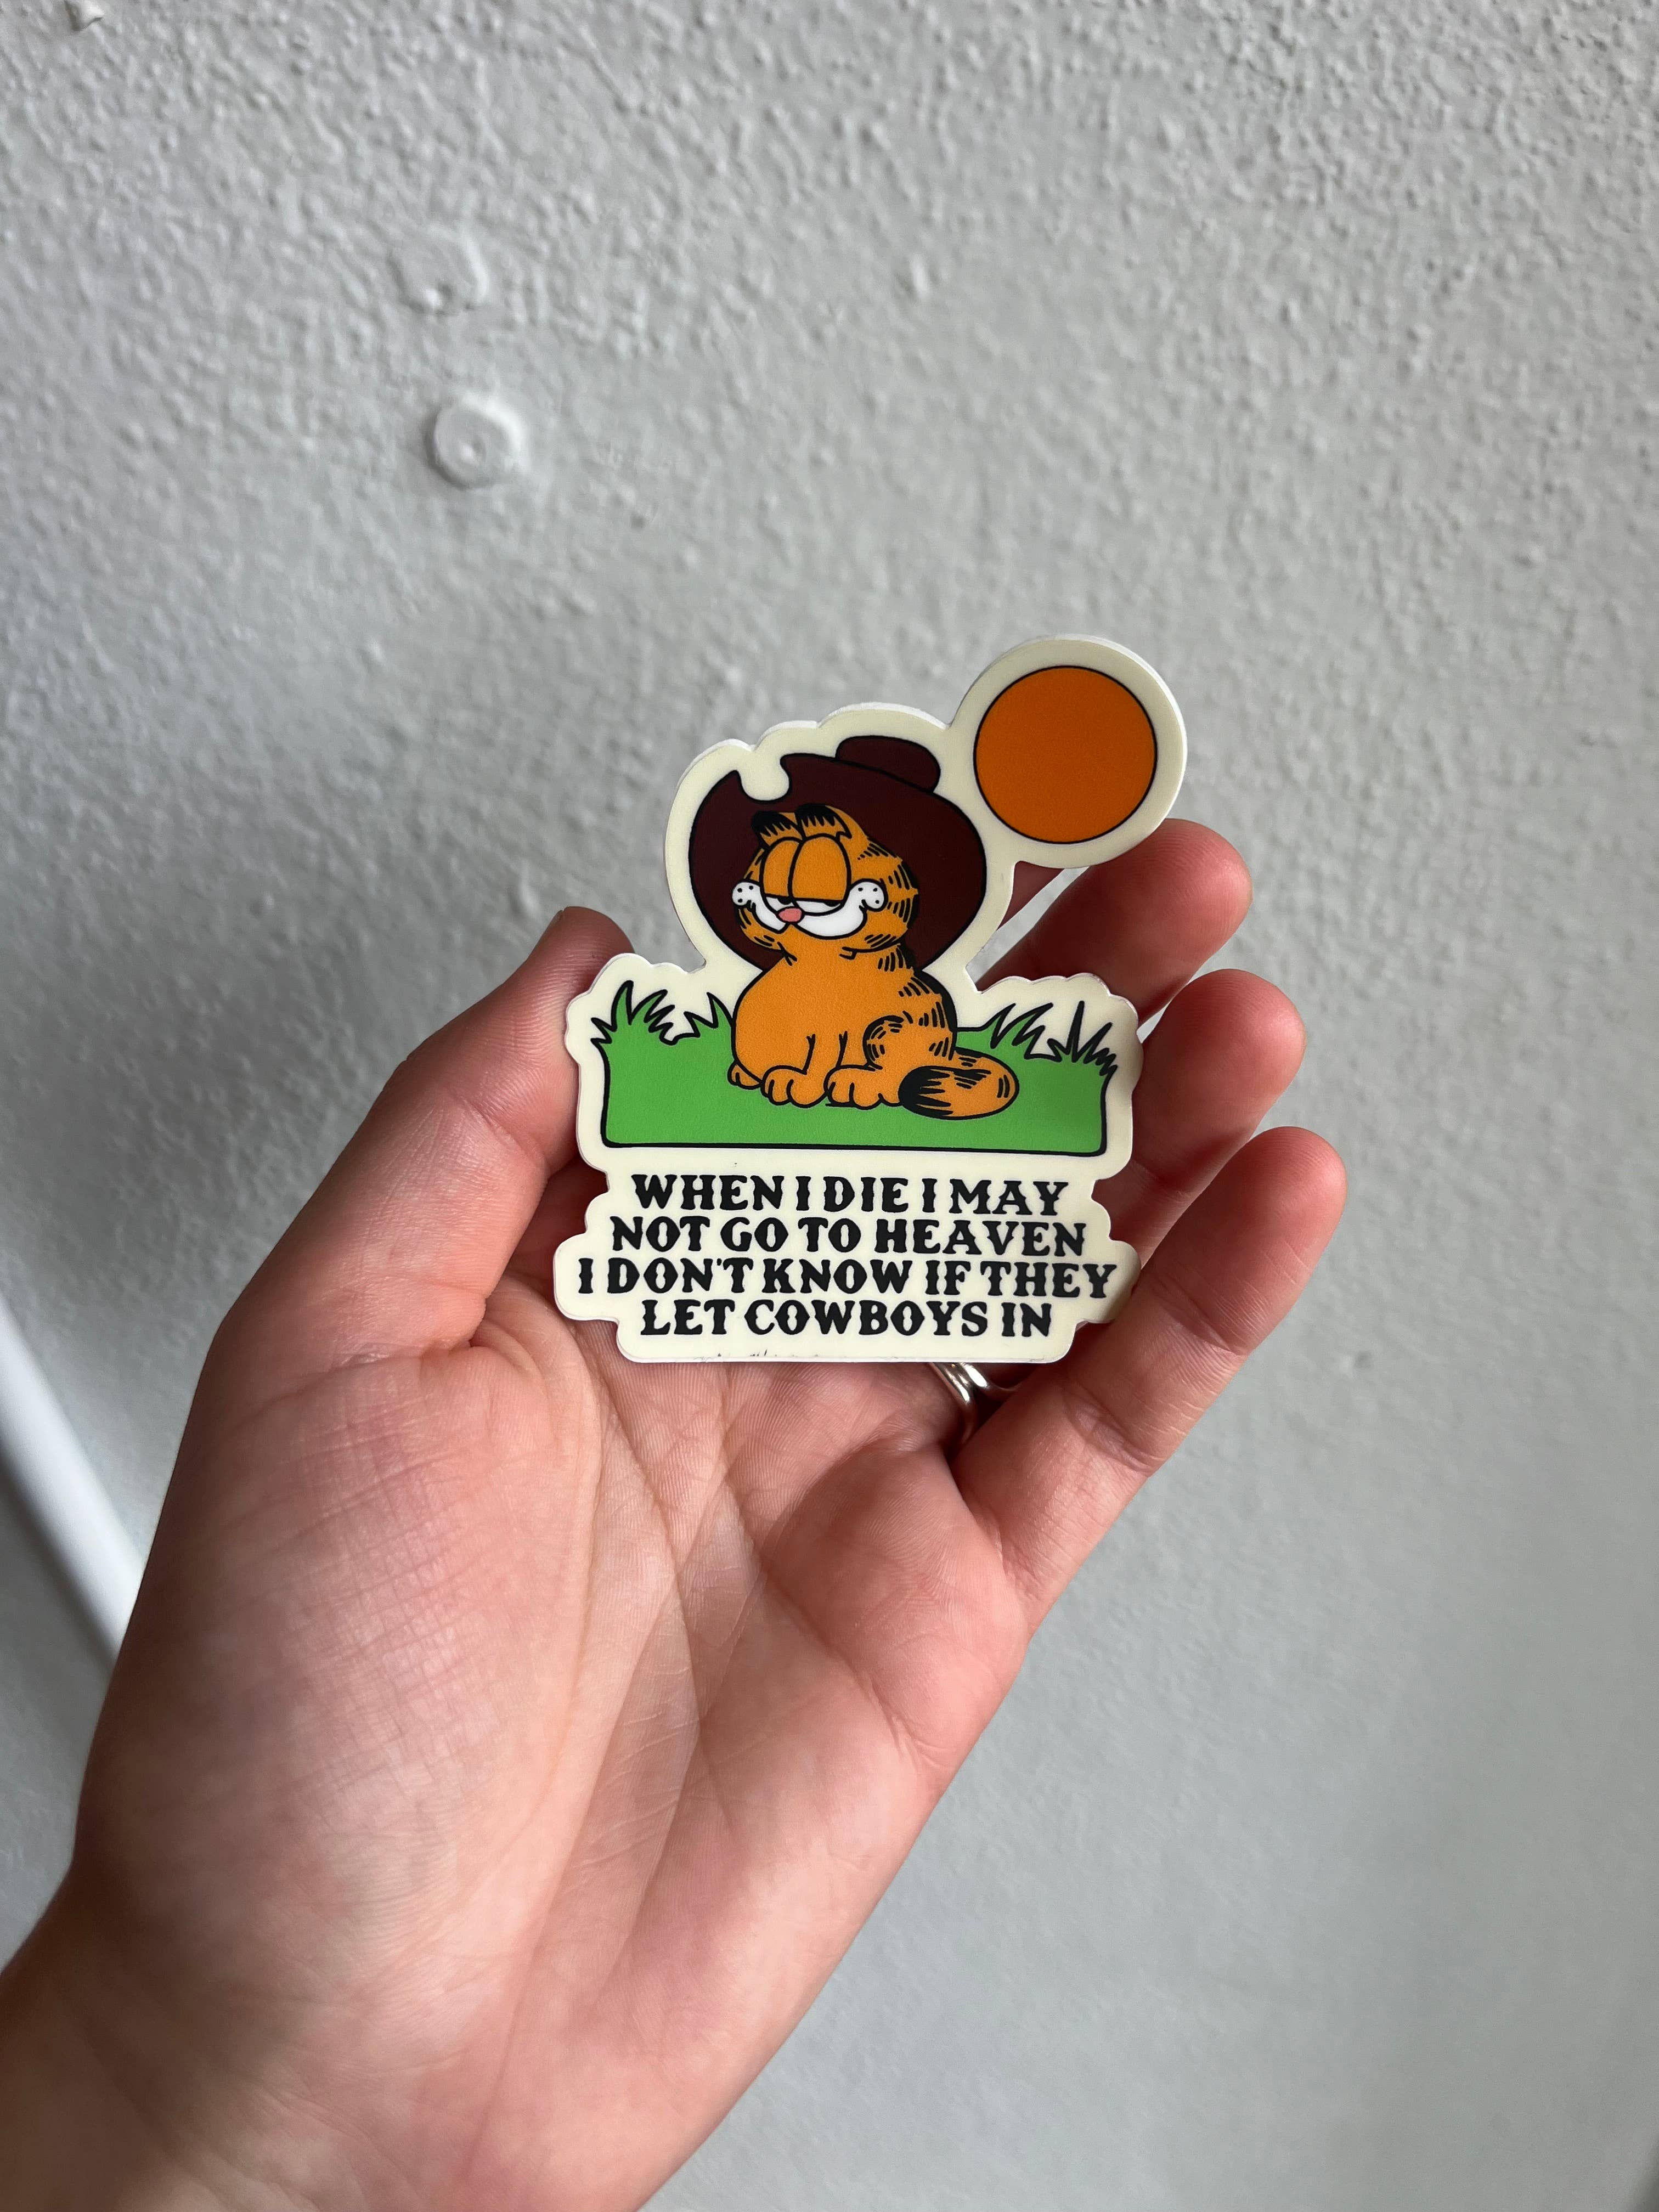 WHEN I DIE I MAY
NOT GO TO HEAVEN
I DON'T KNOW IF THEY
LET COWBOYS IN